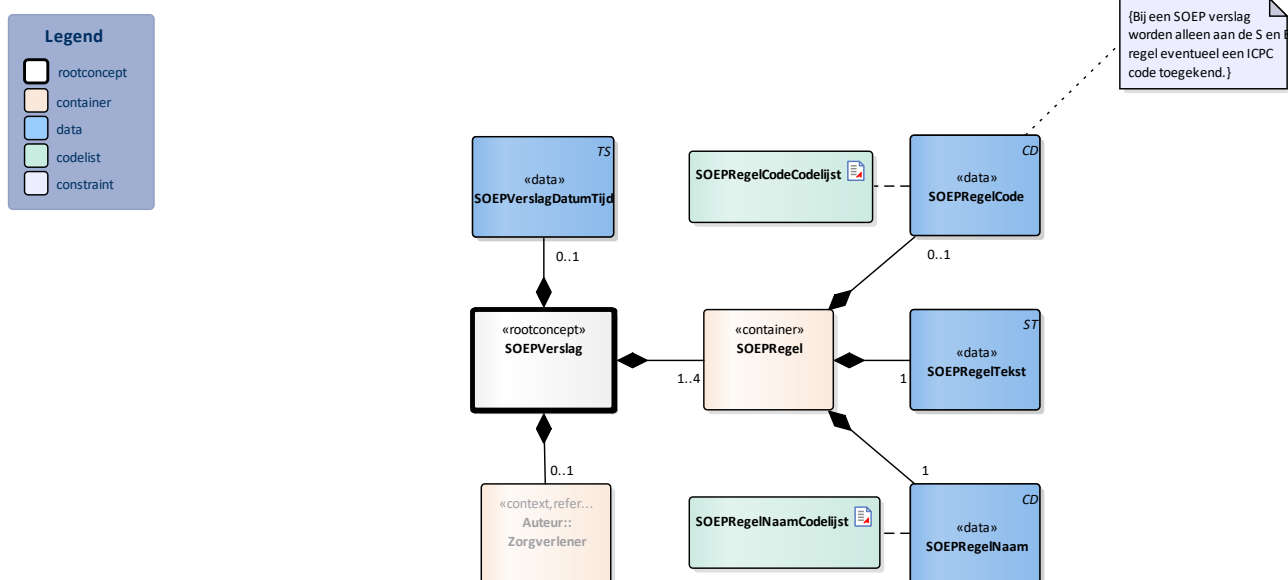 Legend
rootconcept
container
data
codelist
constraint
{Bij een SOEP verslag
worden alleen aan de S en
regel eventueel een ICPC
code toegekend.}
TS
«data»
SOEPVerslagDatumTijd
0..1
SOEPRegelCodeCodelijst
CD
«data»
SOEPRegelCode
0..1
«rootconcept»
SOEPVerslag
1..4
«container»
SOEPRegel
1
ST
«data»
SOEPRegelTekst
0..1
1
«context,refer...
Auteur::
Zorgverlener
SOEPRegelNaamCodelijst
CD
«data»
SOEPRegelNaam